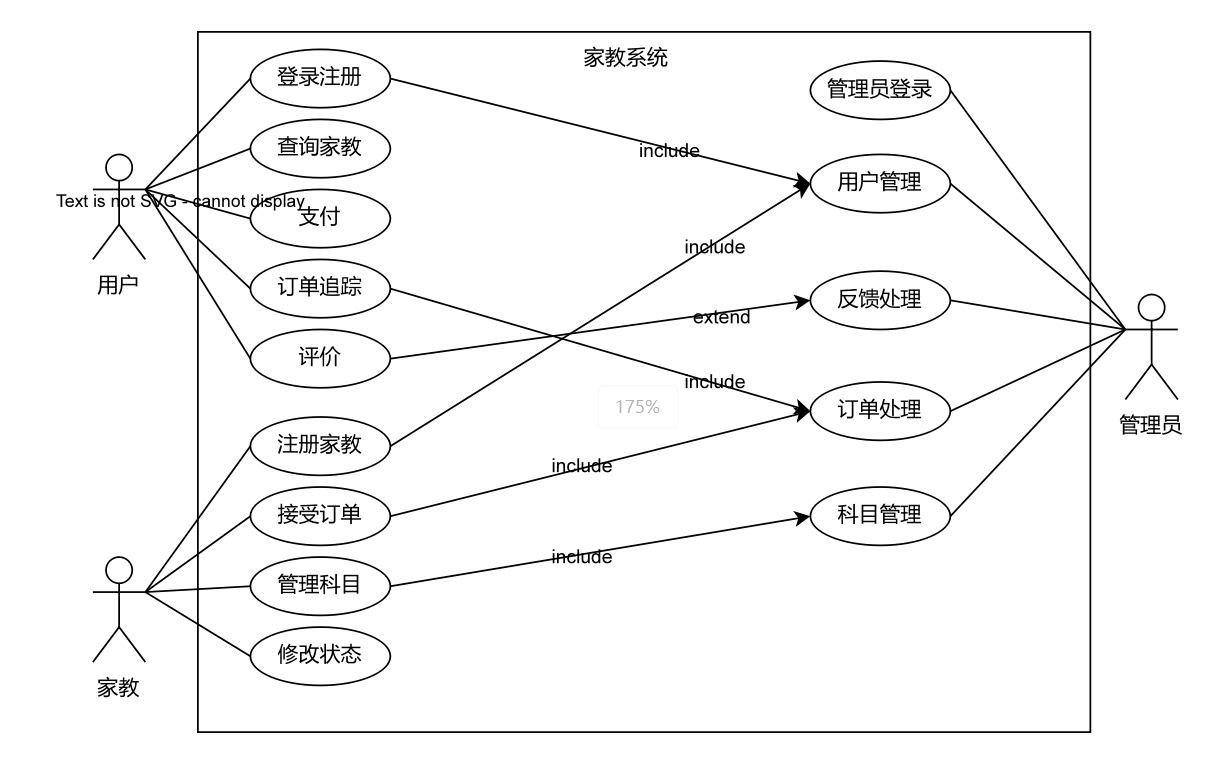 家教系统
登录注册
管理员登录
查询家教
include
用户管理
Text is not SVG - cannot display
支付
include
用户
订单追踪
反馈处理
extend
评价
include
175%
订单处理
管理员
注册家教
include
接受订单
科目管理
include
管理科目
修改状态
家教